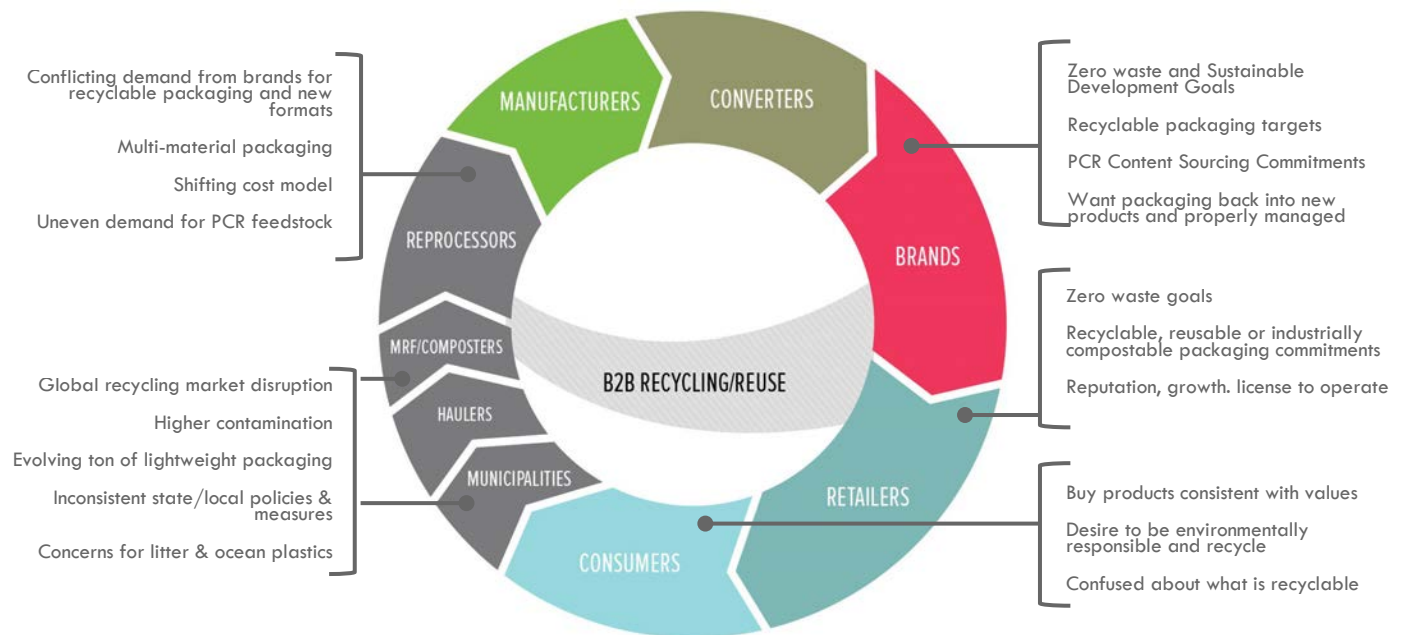 Conflicting demand from brands for
recyclable packaging and new
formats
Multi-material packaging
Shifting cost model
Uneven demand for PCR feedstock
Global recycling market disruption
Higher contamination
Evolving ton of lightweight packaging
Inconsistent state/local policies &
measures
Concerns for litter & ocean plastics
MANUFACTURERS
CONVERTERS
BRANDS
REPROCESSORS
MRF/COMPOSTERS
B2B RECYCLING/REUSE
HAULERS
MUNICIPALITIES
RETAILERS
CONSUMERS
Zero waste and Sustainable
Development Goals
Recyclable packaging targets
PCR Content Sourcing Commitments
Want packaging back into new
products and properly managed
Zero waste goals
Recyclable, reusable or industrially
compostable packaging commitments
Reputation, growth. license to operate
Buy products consistent with values
Desire to be environmentally
responsible and recycle
Confused about what is recyclable